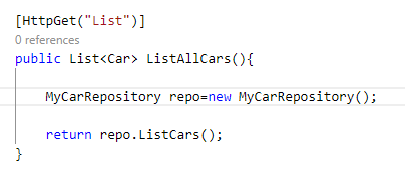 [HttpGet("List")]
0 references
public List<Car> ListAllCars(){
MyCarRepository repo=new MyCarRepository();
return repo.ListCars();
}